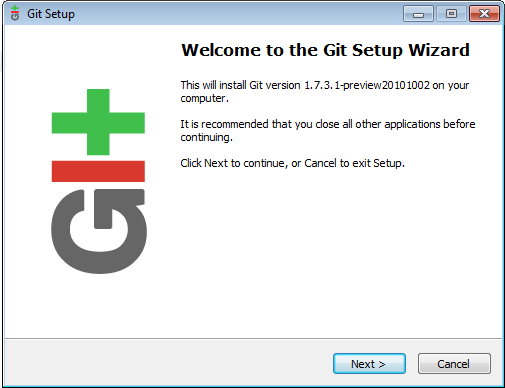 Git Setup
Welcome to the Git Setup Wizard
This will install Git version 1.7.3.1-preview20101002 on your
computer.
It is recommended that you close all other applications before
continuing.
Click Next to continue, or Cancel to exit Setup.
GIt
Next >
Cancel